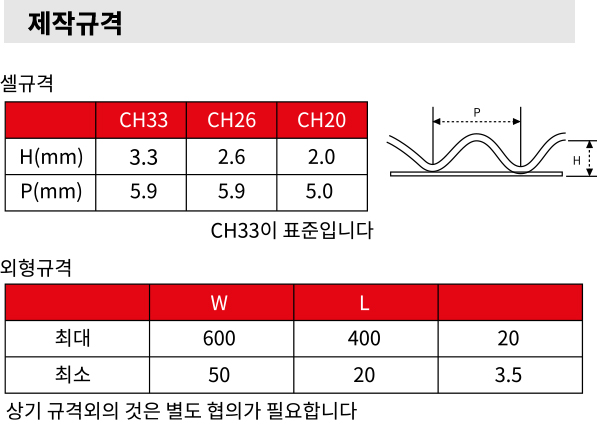 제작규격
셀규격
CH33 CH26 CH20
H(mm) 3.3 2.6 2.0
P(mm) 5.9 5.9 5.0
P
H
CH33이 표준입니다
외형규격
W L
최대 600 400 20
최소 50 20 3.5
상기 규격외의 것은 별도 협의가 필요합니다